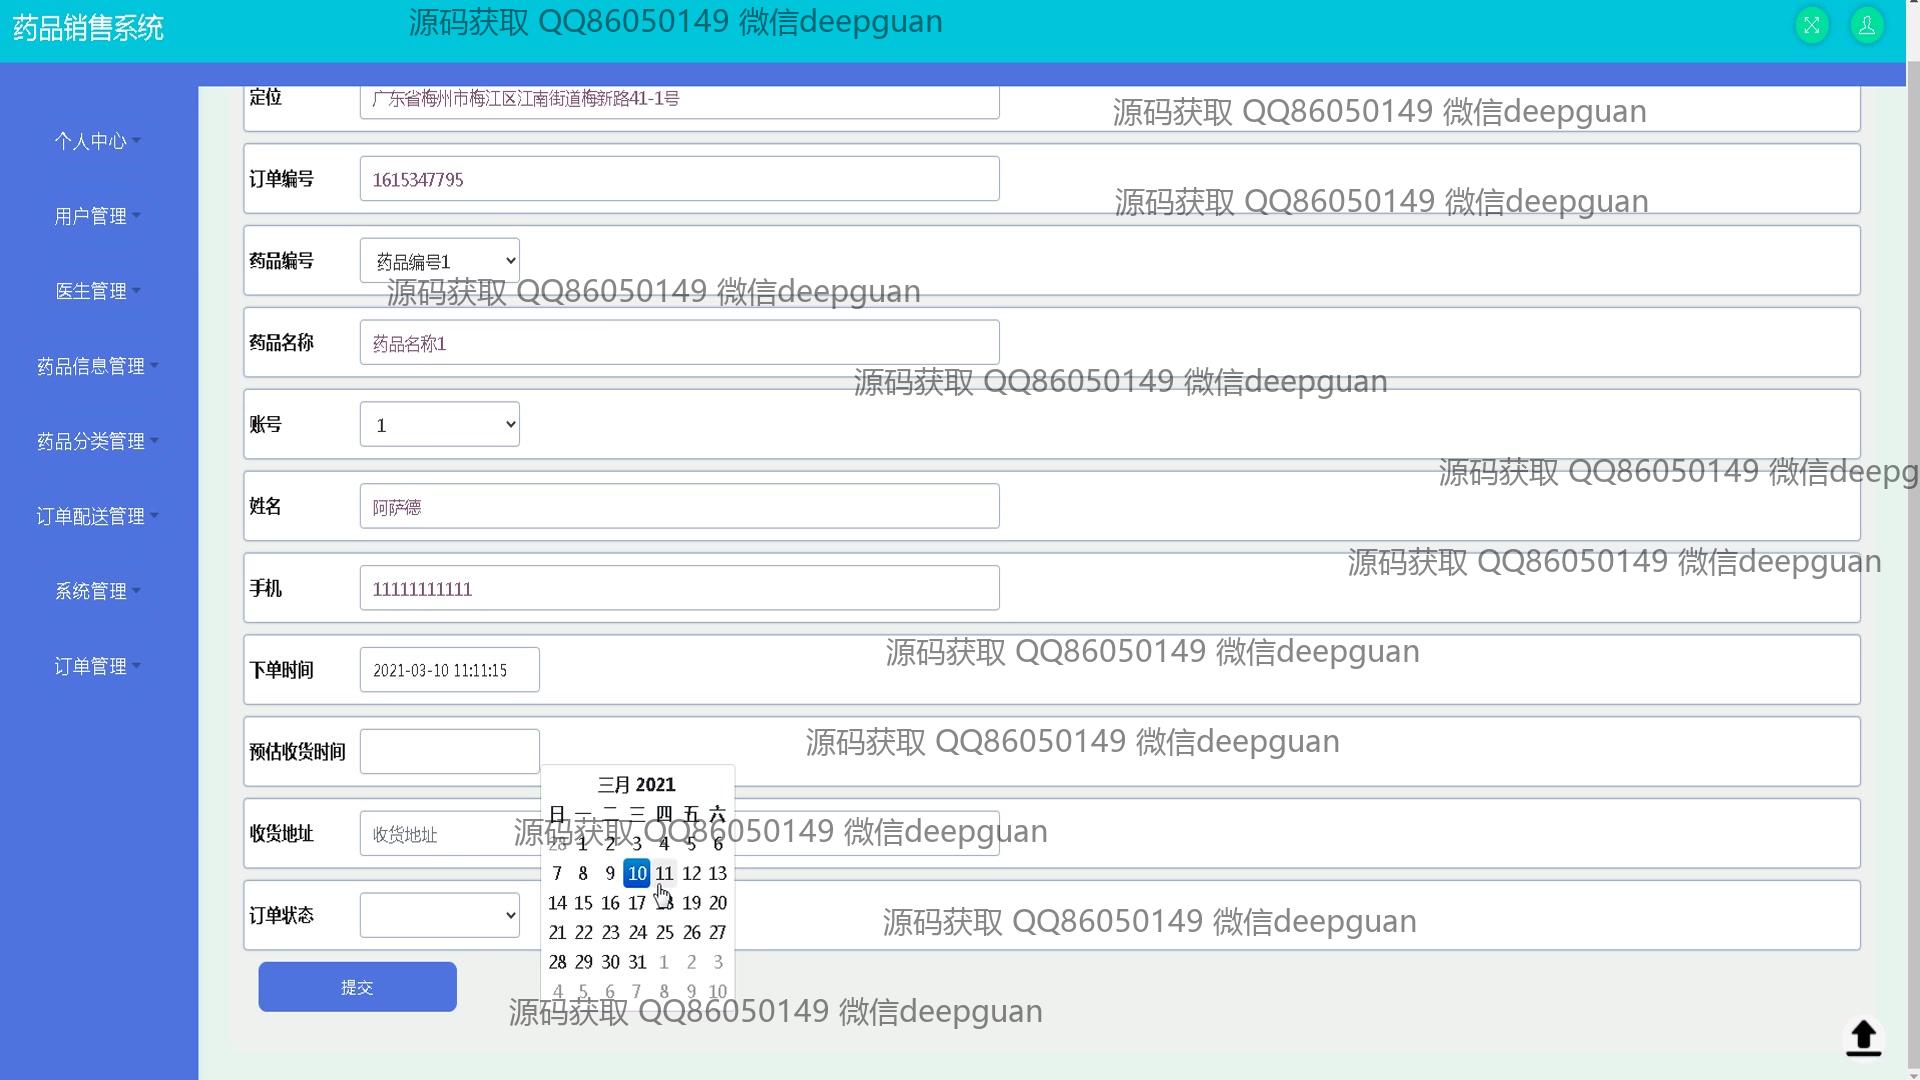 药品销售系统
源码获取 QQ86050149 微信deepguan
定位
广东省梅州市梅江区江南街道梅新路41-1号
源码获取 QQ86050149 微信deepguan
个人中心
订单编号
1615347795
源码获取 QQ86050149 微信deepguan
用户管理
药品编号
药品编号1
源码获取 QQ86050149 微信deepguan
医生管理
药品名称
药品名称1
药品信息管理
源码获取 QQ86050149 微信deepguan
账号
1
药品分类管理
源码获取 QQ86050149 微信deepg
姓名
阿萨德
订单配送管理
源码获取 QQ86050149 微信deepguan
手机
11111111111
系统管理
源码获取 QQ86050149 微信deepguan
下单时间
2021-03-10 11:11:15
订单管理
源码获取 QQ86050149 微信deepguan
预估收货时间
三月 2021
日 一 二 三 四 五 六
收货地址
收货地址
源码获取 QQ86050149 微信deepguan
28 1 2 3 4 5 6
7 8 9 10 11 12 13
14 15 16 17 18 19 20
订单状态
源码获取 QQ86050149 微信deepguan
21 22 23 24 25 26 27
28 29 30 31 1 2 3
4 5 6 7 8 9 10
提交
源码获取 QQ86050149 微信deepguan